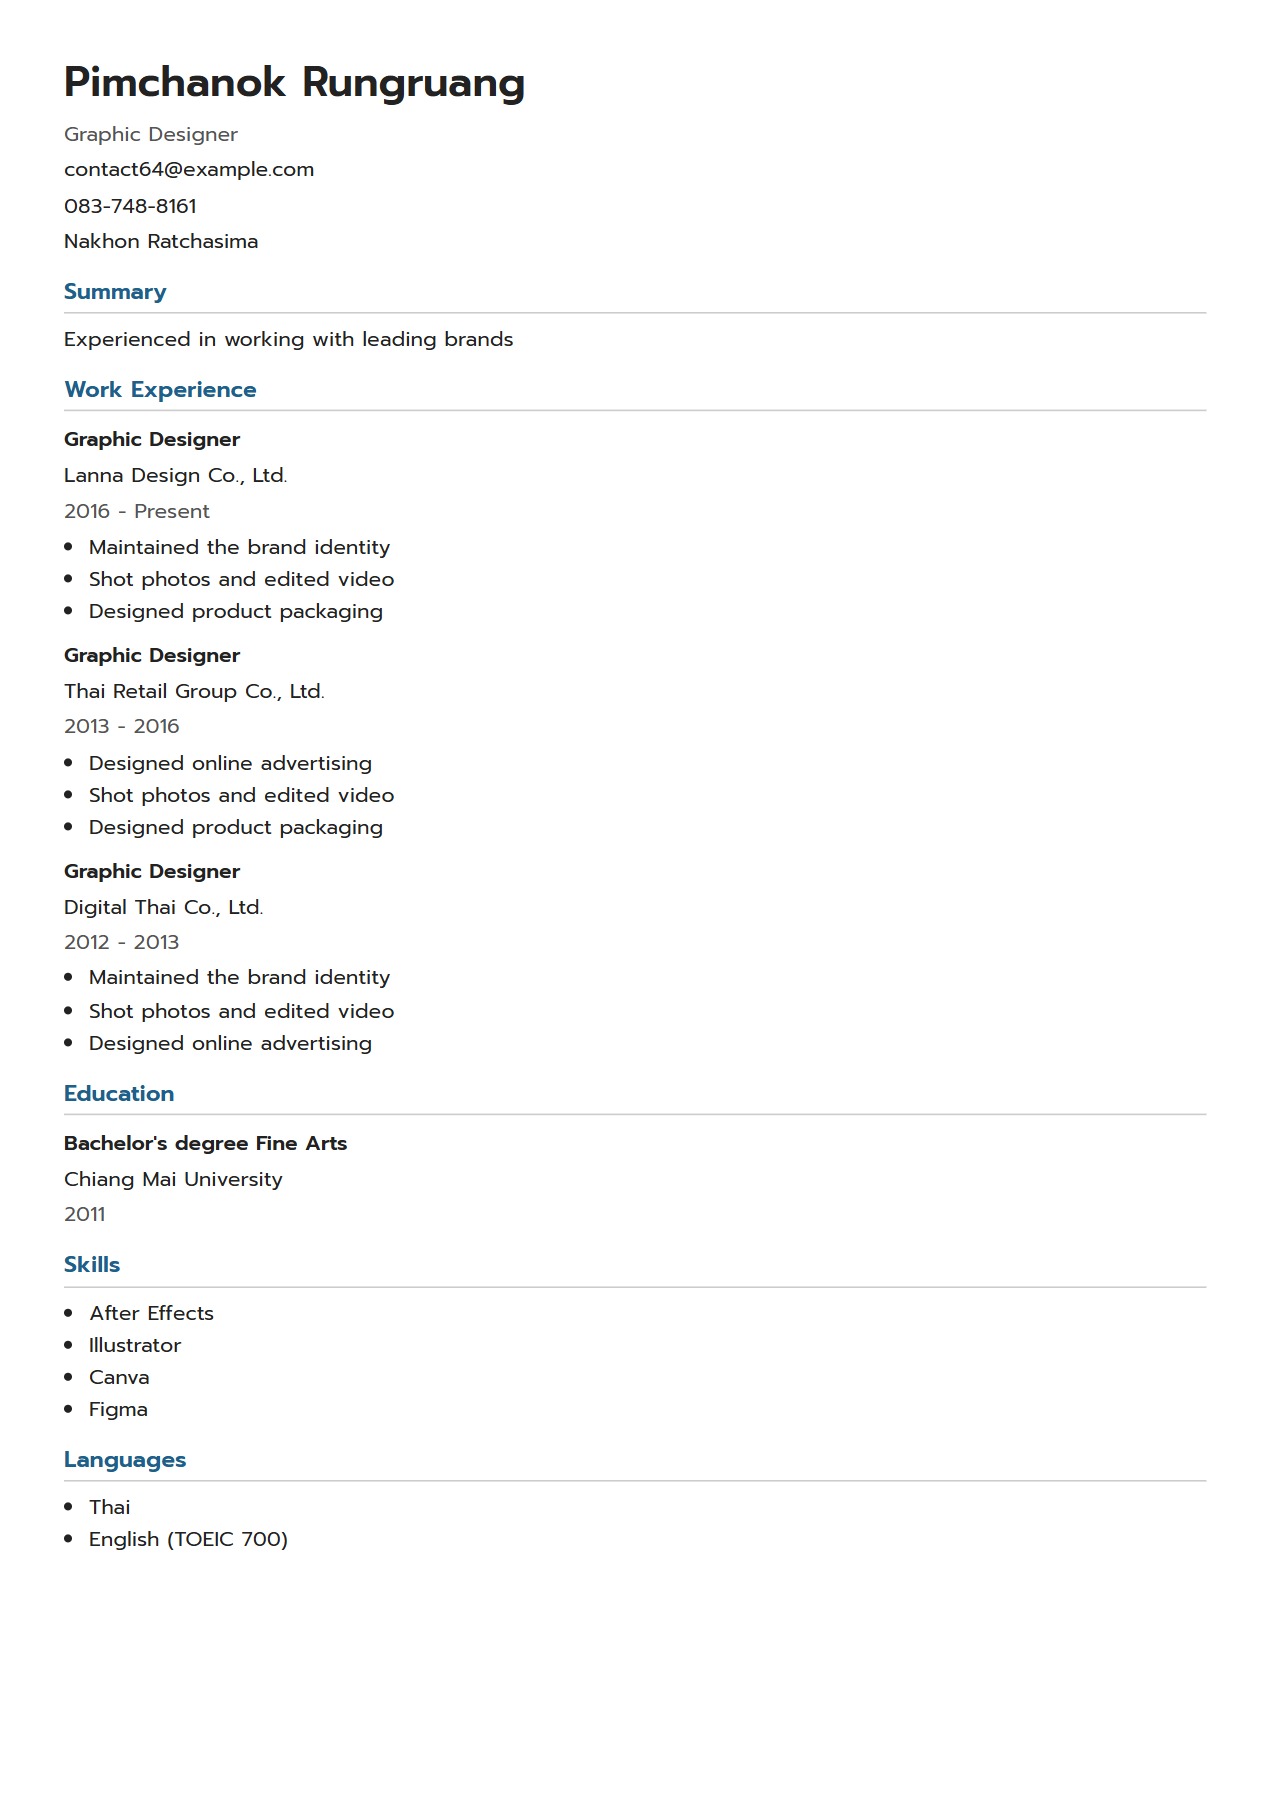 Pimchanok Rungruang
Graphic Designer
contact64@example.com
083-748-8161
Nakhon Ratchasima
Summary
Experienced in working with leading brands
Work Experience
Graphic Designer
Lanna Design Co., Ltd.
2016 - Present
• Maintained the brand identity
• Shot photos and edited video
• Designed product packaging
Graphic Designer
Thai Retail Group Co., Ltd.
2013 - 2016
• Designed online advertising
• Shot photos and edited video
• Designed product packaging
Graphic Designer
Digital Thai Co., Ltd.
2012 - 2013
• Maintained the brand identity
• Shot photos and edited video
• Designed online advertising
Education
Bachelor's degree Fine Arts
Chiang Mai University
2011
Skills
• After Effects
• Illustrator
• Canva
• Figma
Languages
• Thai
• English (TOEIC 700)